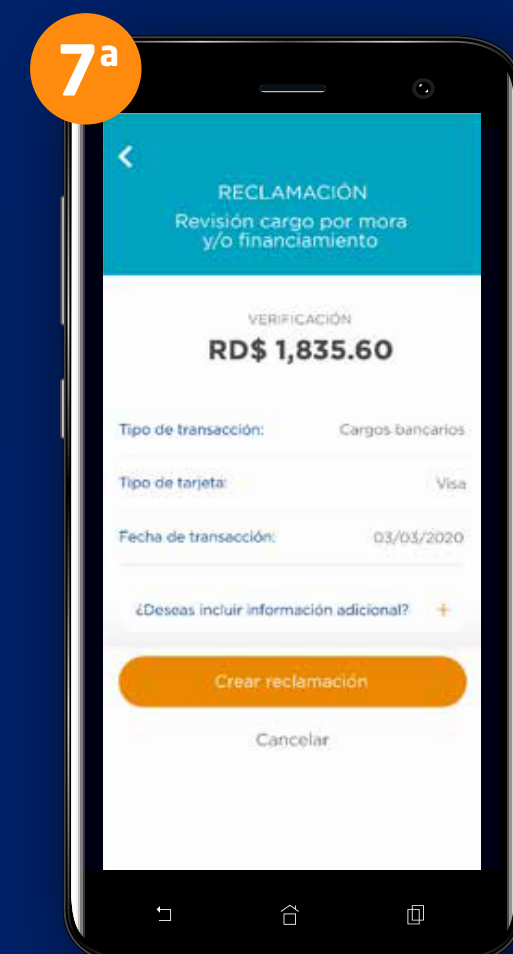 7ª
RECLAMACIÓN
Revisión cargo por mora
y/o financiamiento
VERIFICACIÓN
RD$ 1,835.60
Tipo de transacción: Cargos bancarios
Tipo de tarjeta: Visa
Fecha de transacción: 03/03/2020
¿Deseas incluir información adicional? +
Crear reclamación
Cancelar